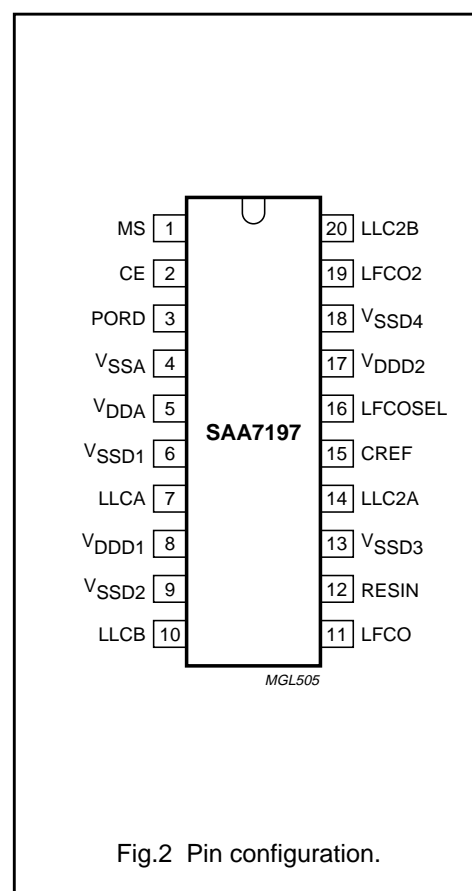 MS 1
CE 2
PORD 3
VSSA 4
VDDA 5
VSSD1 6
LLCA 7
VDDD1 8
VSSD2 9
LLCB 10
SAA7197
20 LLC2B
19 LFCO2
18 VSSD4
17 VDDD2
16 LFCOSEL
15 CREF
14 LLC2A
13 VSSD3
12 RESIN
11 LFCO
MGL505
Fig.2 Pin configuration.